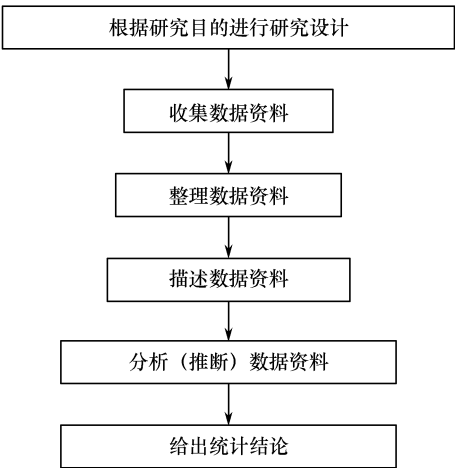 根据研究目的进行研究设计
收集数据资料
整理数据资料
描述数据资料
分析（推断）数据资料
给出统计结论